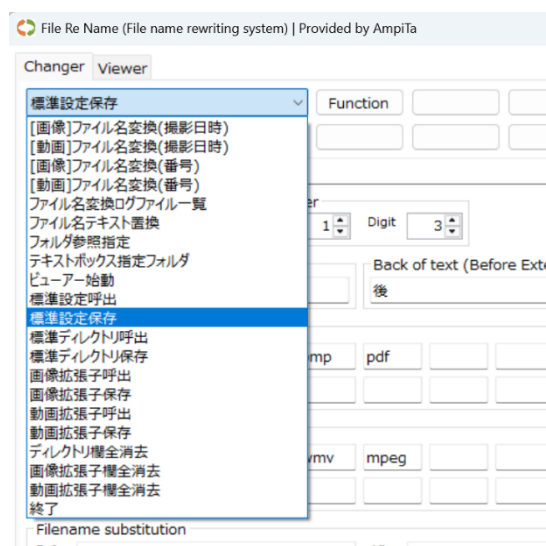 File Re Name (File name rewriting system) | Provided by AmpiTa
Changer Viewer
標準設定保存 Function
[画像]ファイル名変換(撮影日時)
[動画]ファイル名変換(撮影日時)
[画像]ファイル名変換(番号)
[動画]ファイル名変換(番号)
ファイル名変換ログファイル一覧
ファイル名テキスト置換
1 Digit 3
フォルダ参照指定
テキストボックス指定フォルダ
Back of text (Before Exte
ビューアー始動
標準設定呼出
後
標準設定保存
標準ディレクトリ呼出
標準ディレクトリ保存
mp pdf
画像拡張子呼出
画像拡張子保存
動画拡張子呼出
動画拡張子保存
ディレクトリ欄全消去
wmv mpeg
画像拡張子欄全消去
動画拡張子欄全消去
終了
Filename substitution